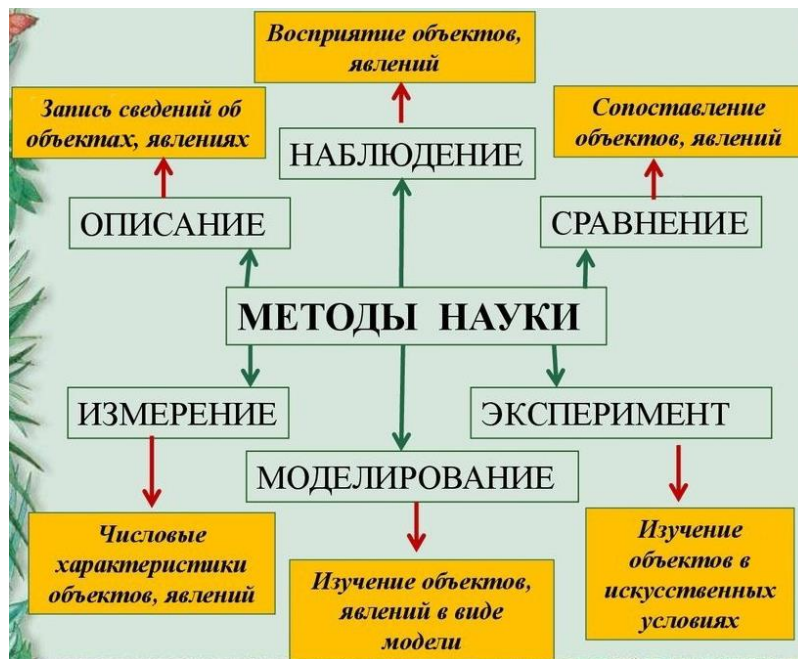 Восприятие объектов,
явлений
Запись сведений об
объектах, явлениях
Сопоставление
объектов, явлений
НАБЛЮДЕНИЕ
ОПИСАНИЕ
СРАВНЕНИЕ
МЕТОДЫ НАУКИ
ИЗМЕРЕНИЕ
ЭКСПЕРИМЕНТ
МОДЕЛИРОВАНИЕ
Числовые
характеристики
объектов, явлений
Изучение объектов,
явлений в виде
модели
Изучение
объектов в
искусственных
условиях